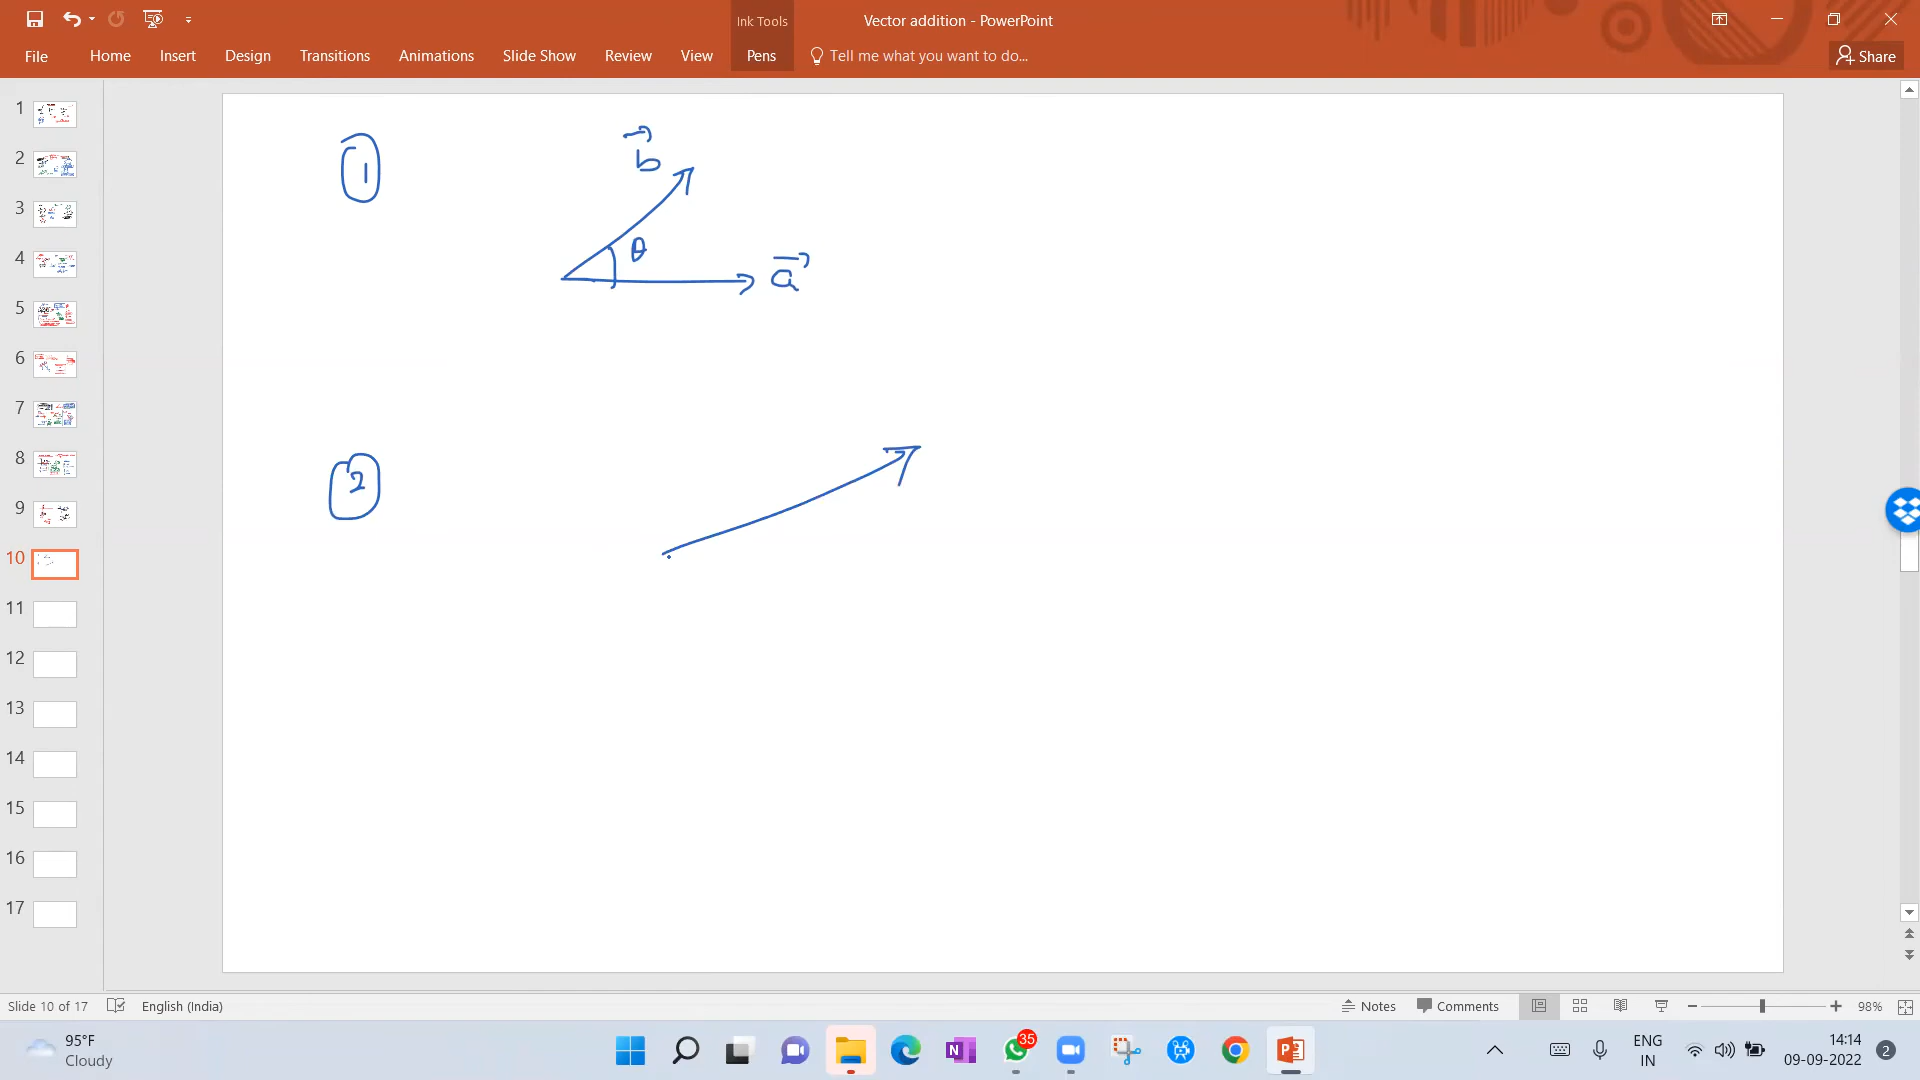 Ink Tools
Vector addition - PowerPoint
File Home Insert Design Transitions Animations Slide Show Review View Pens Tell me what you want to do... Share
1
2
3
4
5
6
7
8
9
10
11
12
13
14
15
16
17
1
b
θ
a
2
Slide 10 of 17 English (India) Notes Comments 98%
95°F
Cloudy
35
ENG
IN
14:14
09-09-2022
2